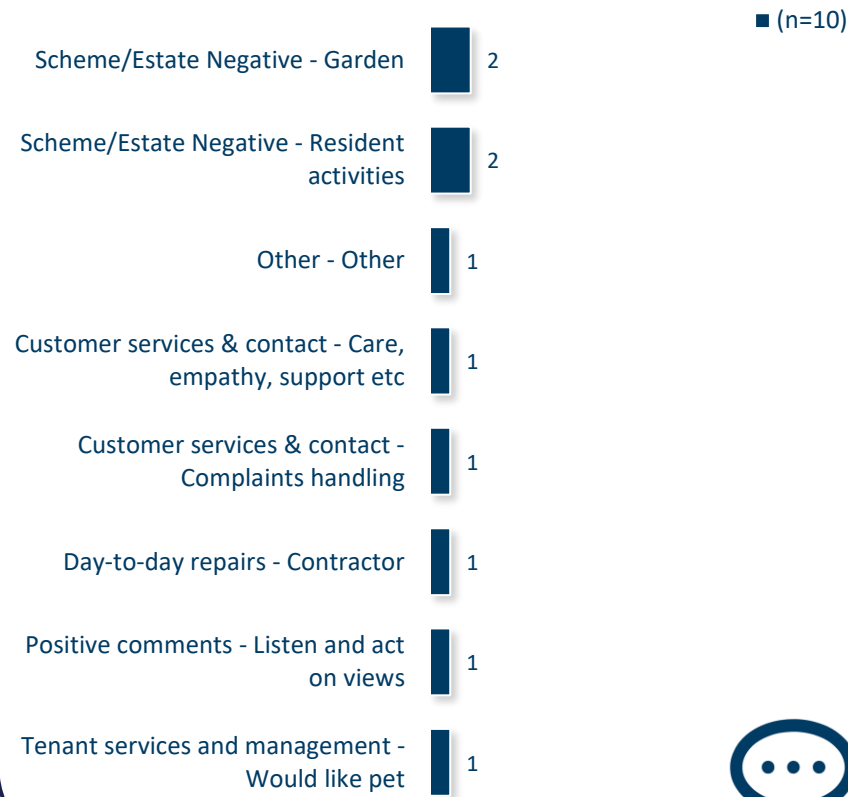 (n=10)
Scheme/Estate Negative - Garden
2
Scheme/Estate Negative - Resident
activities
2
Other - Other
1
Customer services & contact - Care,
empathy, support etc
1
Customer services & contact -
Complaints handling
1
Day-to-day repairs - Contractor
1
Positive comments - Listen and act
on views
1
Tenant services and management -
Would like pet
1